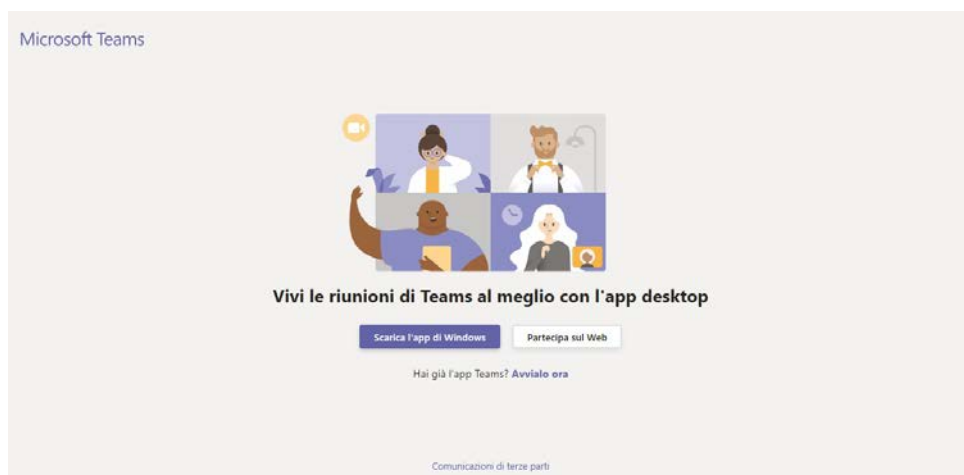 Microsoft Teams
Vivi le riunioni di Teams al meglio con l'app desktop
Scarica l'app di Windows
Partecipa sul Web
Hai già l'app Teams? Avvialo ora
Comunicazioni di terze parti